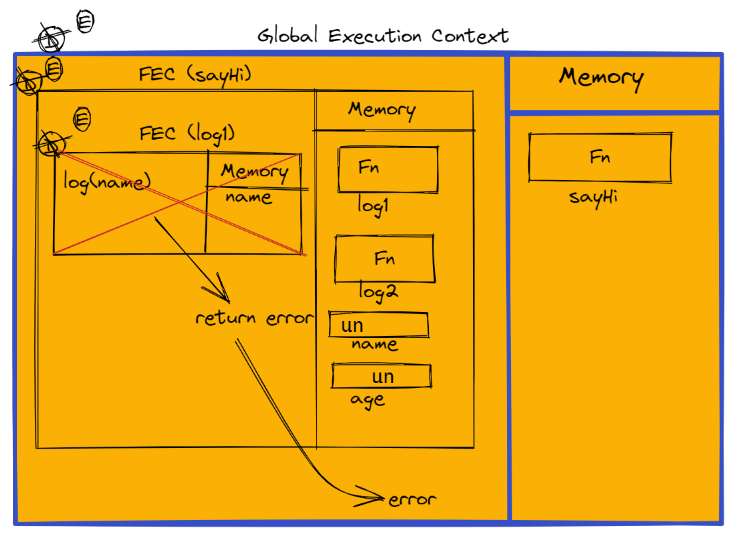 E
D
Global Execution Context
E
D
FEC (sayHi)
Memory
Memory
E
D
FEC (log1)
Fn
log1
Fn
sayHi
log(name)
Memory
name
Fn
log2
return error
un
name
un
age
error